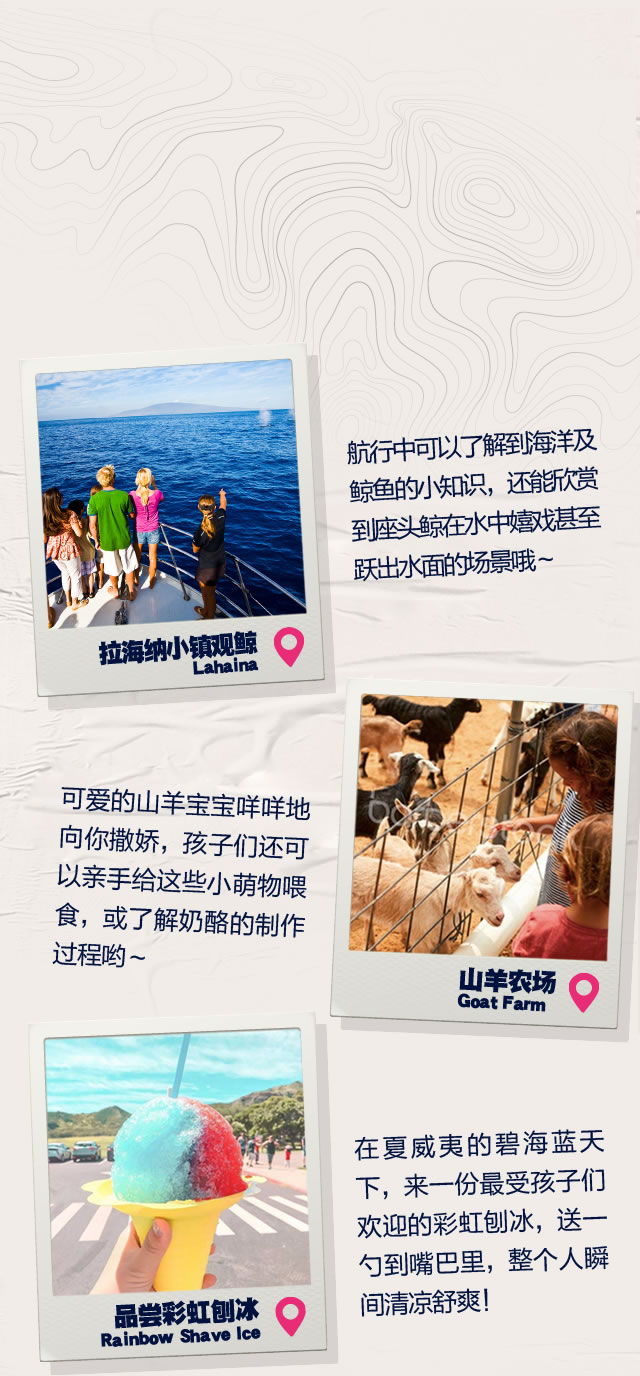 航行中可以了解到海洋及
鲸鱼的小知识，还能欣赏
到座头鲸在水中嬉戏甚至
跃出水面的场景哦~
拉海纳小镇观鲸
Lahaina
可爱的山羊宝宝咩咩地
向你撒娇，孩子们还可
以亲手给这些小萌物喂
食，或了解奶酪的制作
过程哟~
山羊农场
Goat Farm
在夏威夷的碧海蓝天
下，来一份最受孩子们
欢迎的彩虹刨冰，送一
勺到嘴巴里，整个人瞬
间清凉舒爽！
品尝彩虹刨冰
Rainbow Shave Ice